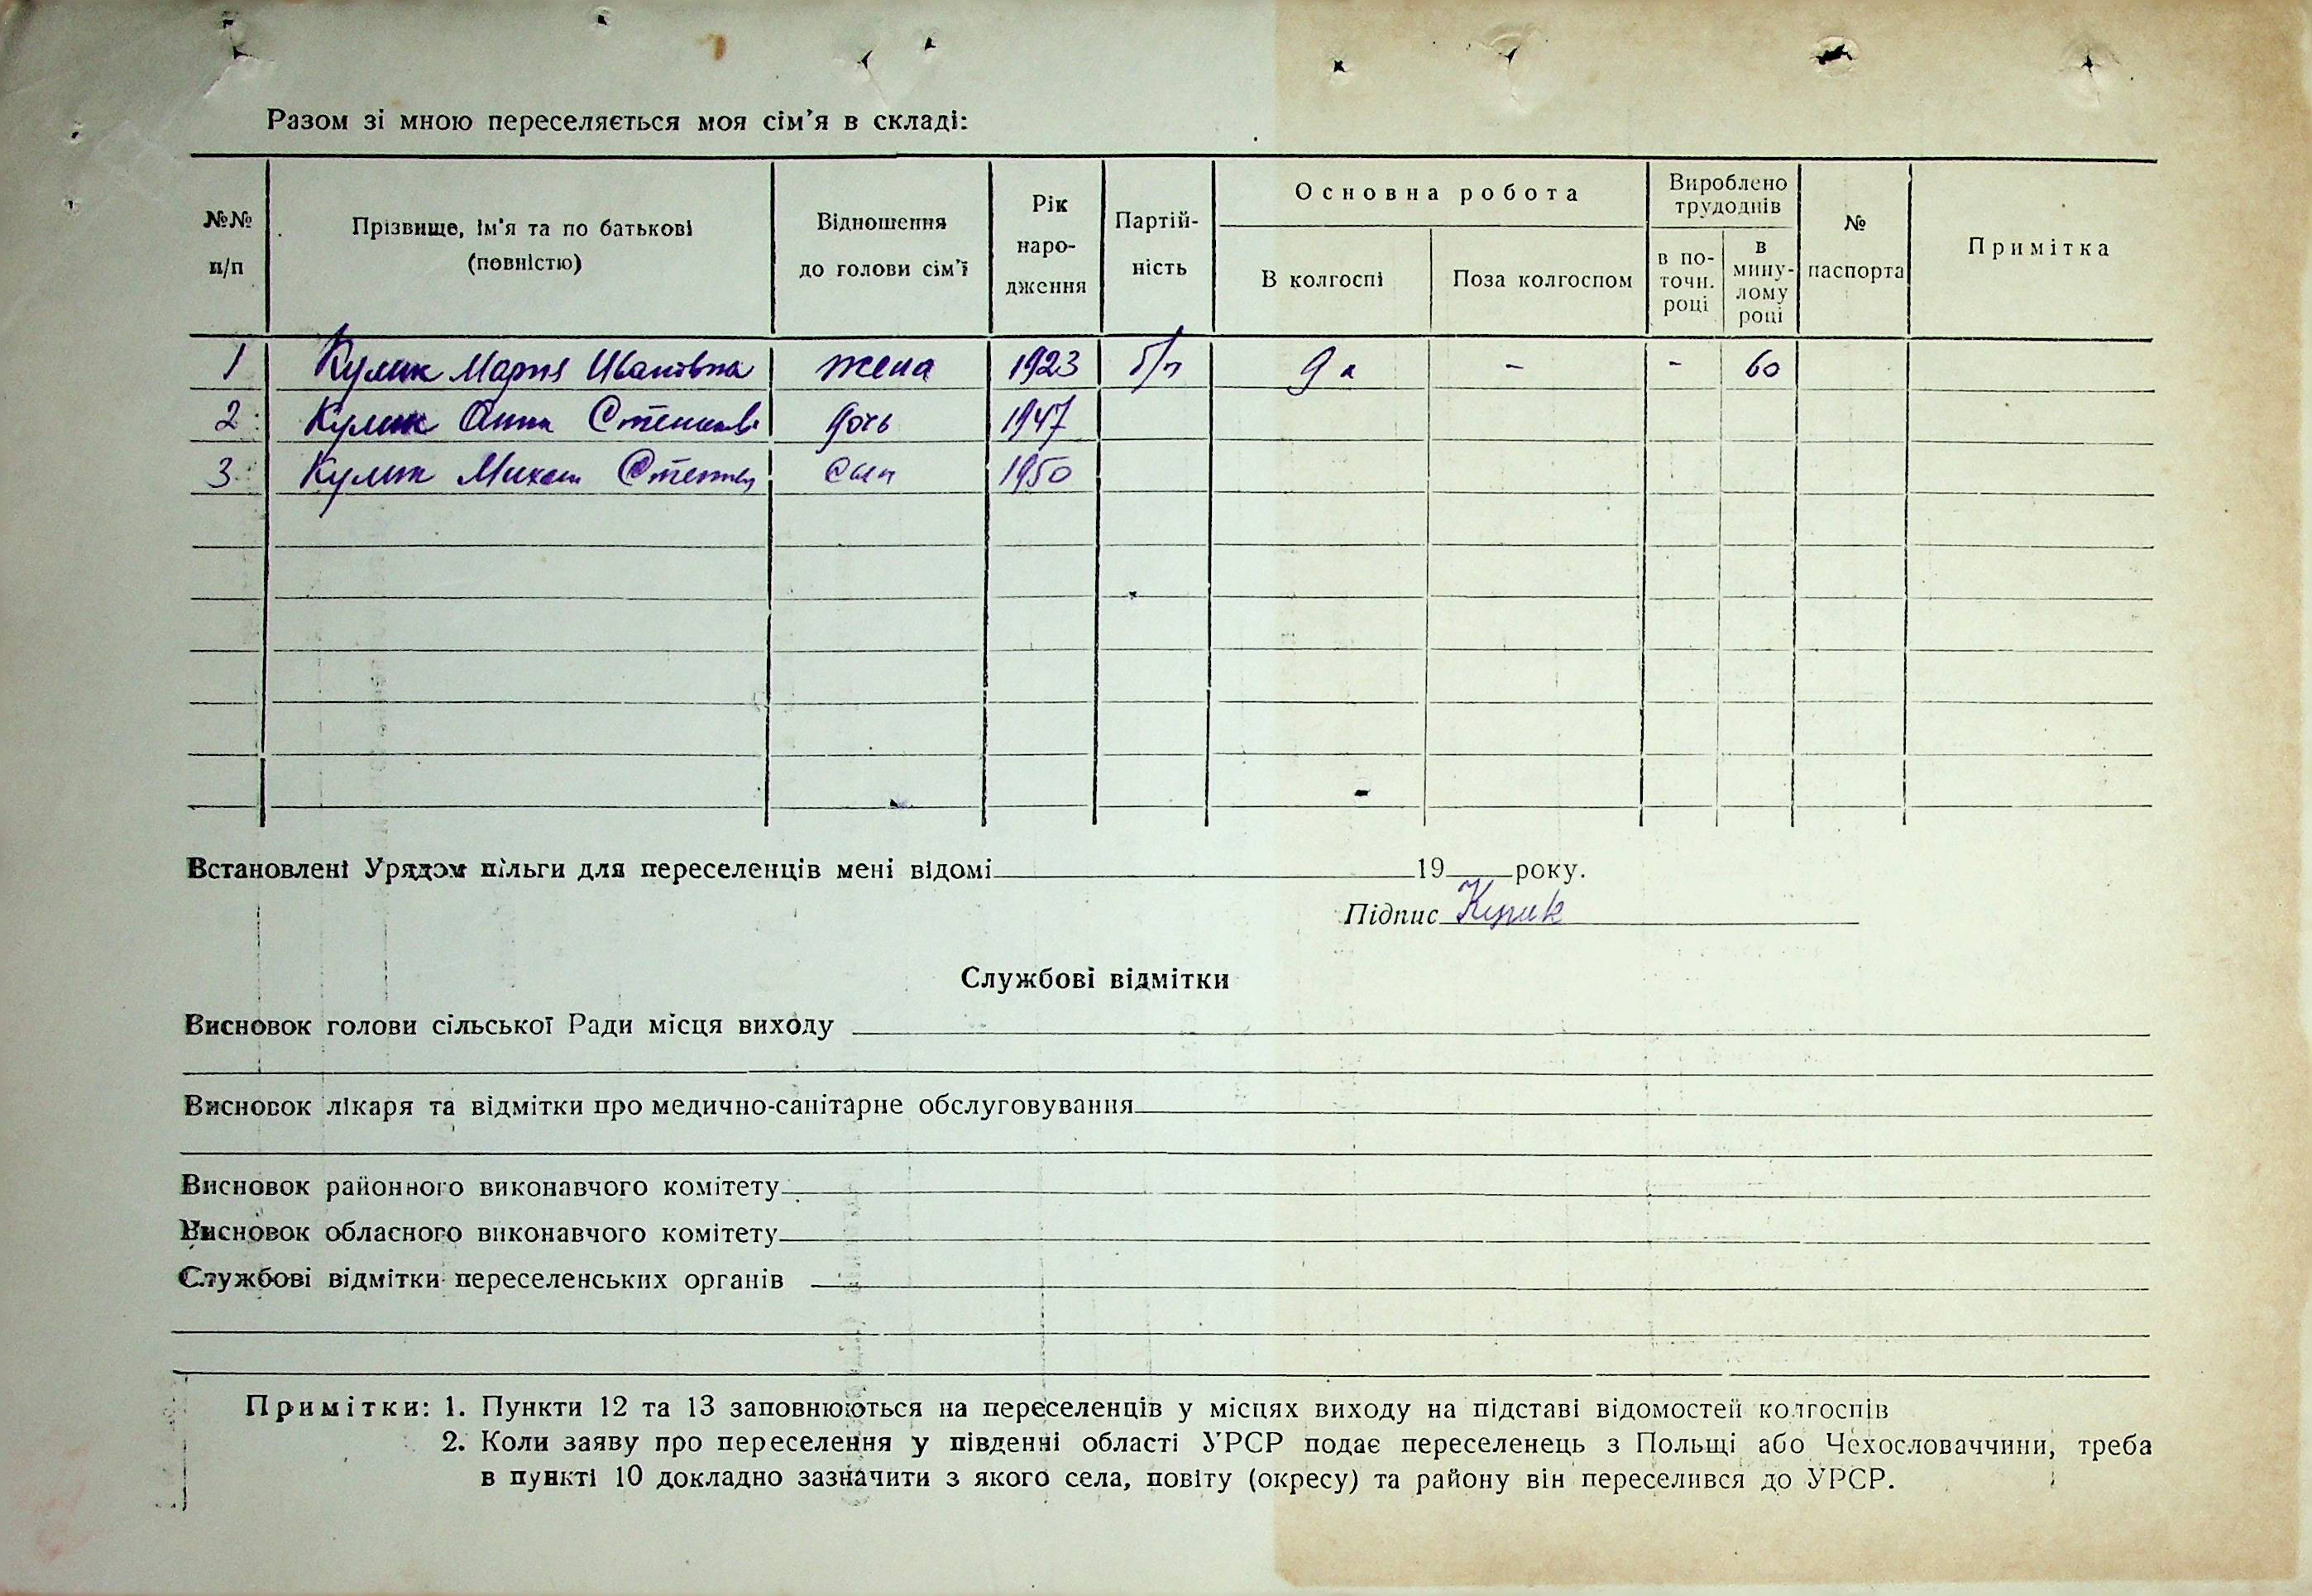 Разом зі мною переселяється моя сім'я в складі:
№№ п/п
Прізвище, ім'я та по батькові (повністю)
Відношення до голови сім'ї
Рік народження
Партійність
Основна робота
В колгоспі
Поза колгоспом
Вироблено трудоднів
в поточн. році
в минулому році
№ паспорта
Примітка
1 Кулик Мария Ивановна жена 1923 б/п - - 60
2 Кулик Анна дочь 1947
3 Кулик Михаил сын 1950
Встановлені Урядом пільги для переселенців мені відомі 19 року.
Підпис Кулик
Службові відмітки
Висновок голови сільської Ради місця виходу
Висновок лікаря та відмітки про медично-санітарне обслуговування
Висновок районного виконавчого комітету
Висновок обласного виконавчого комітету
Службові відмітки переселенських органів
Примітки: 1. Пункти 12 та 13 заповнюються на переселенців у місцях виходу на підставі відомостей колгоспів
2. Коли заяву про переселення у південні області УРСР подає переселенець з Польщі або Чехословаччини, треба
в пункті 10 докладно зазначити з якого села, повіту (окресу) та району він переселився до УРСР.